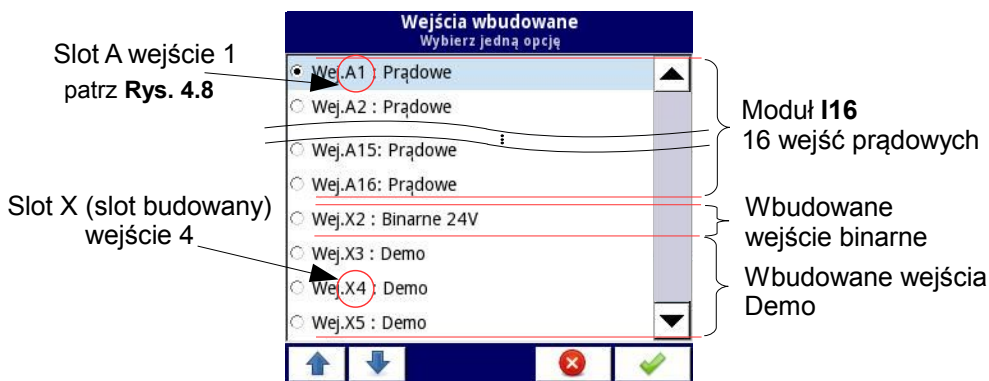 Wejścia wbudowane
Wybierz jedną opcję
Slot A wejście 1
patrz Rys. 4.8
Wej.A1 : Prądowe
Wej.A2 : Prądowe
Wej.A15: Prądowe
Wej.A16: Prądowe
Moduł I16
16 wejść prądowych
Slot X (slot budowany)
wejście 4
Wej.X2 : Binarne 24V
Wej.X3 : Demo
Wej.X4 : Demo
Wej.X5 : Demo
Wbudowane
wejście binarne
Wbudowane wejścia
Demo